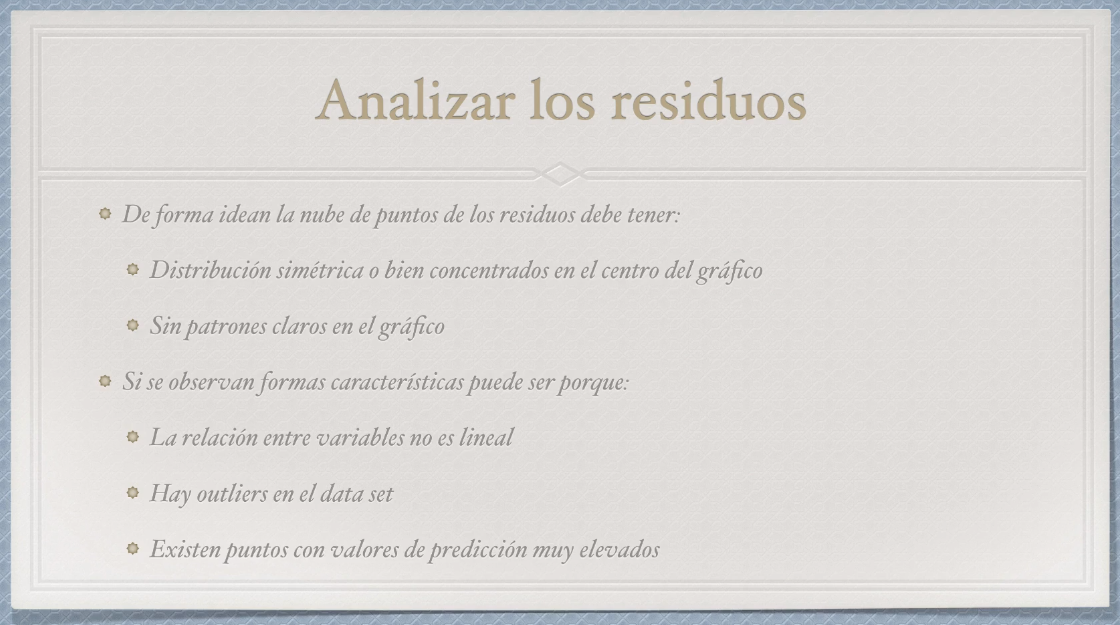 Analizar los residuos
De forma idean la nube de puntos de los residuos debe tener:
Distribución simétrica o bien concentrados en el centro del gráfico
Sin patrones claros en el gráfico
Si se observan formas características puede ser porque:
La relación entre variables no es lineal
Hay outliers en el data set
Existen puntos con valores de predicción muy elevados